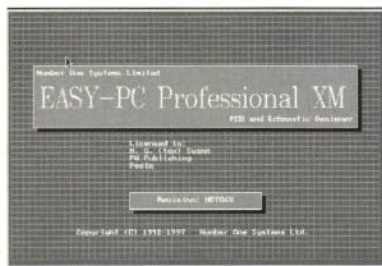 Number One Systems Limited
EASY-PC Professional XM
PCB and Schematic Designer
Licensed to:
PW Publishing
Poole
Revision:
Copyright (C) 1992-1997 Number One Systems Ltd.